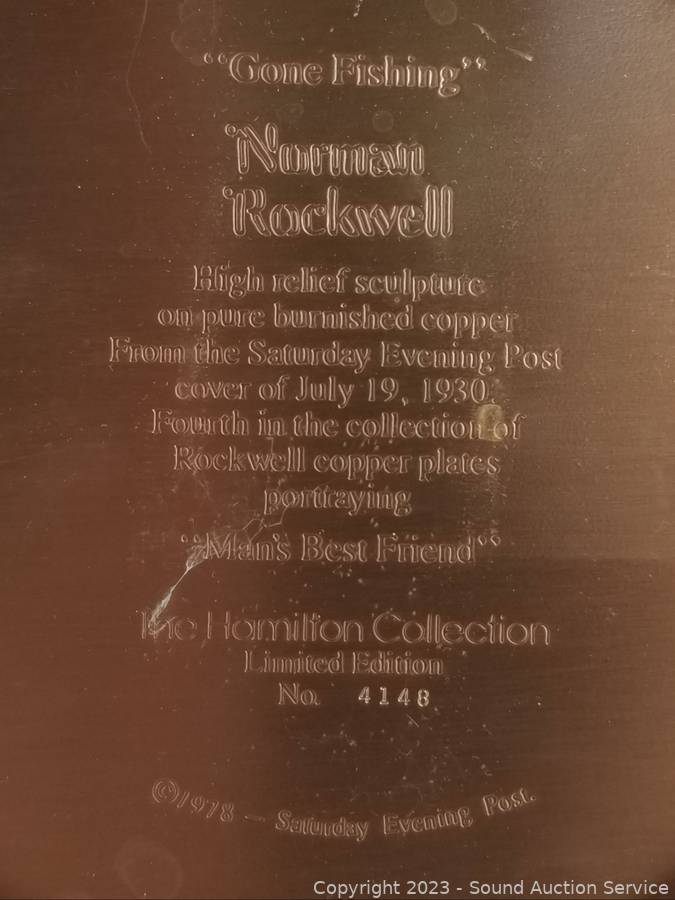 “Gone Fishing”
Norman
Rockwell
High relief sculpture
on pure burnished copper
From the Saturday Evening Post
cover of July 19, 1930.
Fourth in the collection of
Rockwell copper plates
portraying
“Man's Best Friend”
The Hamilton Collection
Limited Edition
No. 4148
©1978 — Saturday Evening Post.
Copyright 2023 - Sound Auction Service